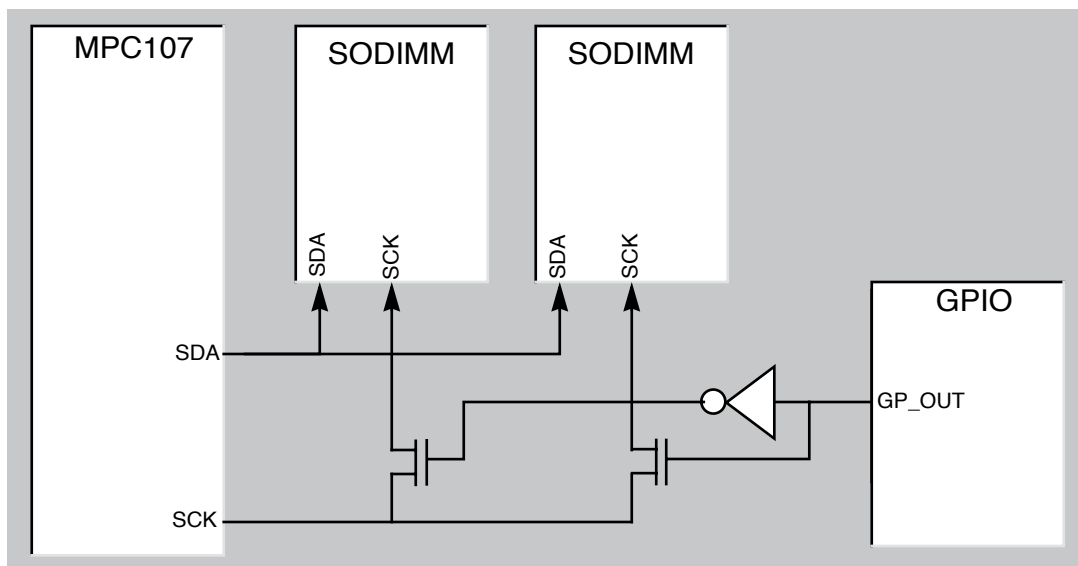 MPC107
SODIMM
SODIMM
SDA
SCK
SDA
SCK
GPIO
SDA
GP_OUT
SCK